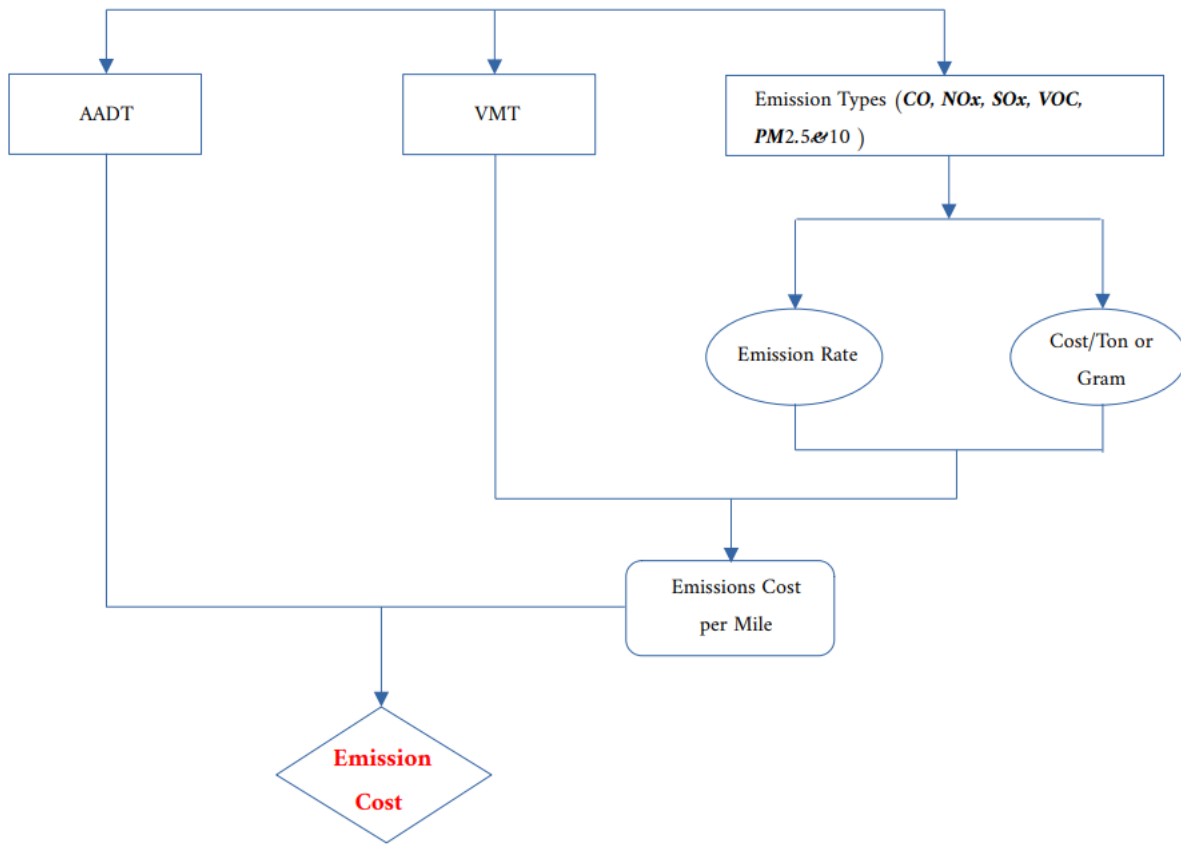 AADT
VMT
Emission Types (CO, NOx, SOx, VOC,
PM2.5&10 )
Emission Rate
Cost/Ton or
Gram
Emissions Cost
per Mile
Emission
Cost